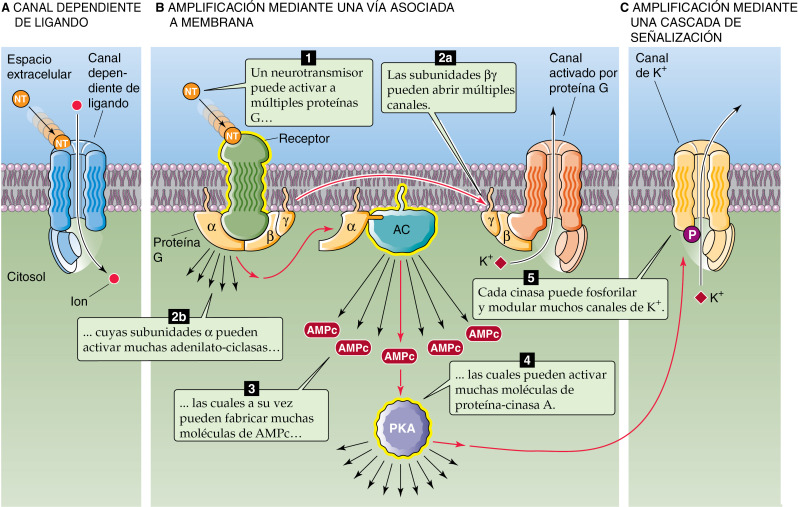 A CANAL DEPENDIENTE
DE LIGANDO
Espacio
extracelular
Canal
depen-
diente de
ligando
NT
NT
Citosol
Ion
B AMPLIFICACIÓN MEDIANTE UNA VÍA ASOCIADA
A MEMBRANA
1
Un neurotransmisor
puede activar a
múltiples proteínas
G…
2a
Las subunidades βγ
pueden abrir múltiples
canales.
Canal
activado por
proteína G
NT
NT
Receptor
α
β
γ
Proteína
G
α
AC
γ
β
K+
2b
... cuyas subunidades α pueden
activar muchas adenilato-ciclasas…
AMPc
AMPc
AMPc
AMPc
AMPc
3
... las cuales a su vez
pueden fabricar muchas
moléculas de AMPc…
4
... las cuales pueden activar
muchas moléculas de
proteína-cinasa A.
PKA
5
Cada cinasa puede fosforilar
y modular muchos canales de K+.
C AMPLIFICACIÓN MEDIANTE
UNA CASCADA DE
SEÑALIZACIÓN
Canal
de K+
P
K+